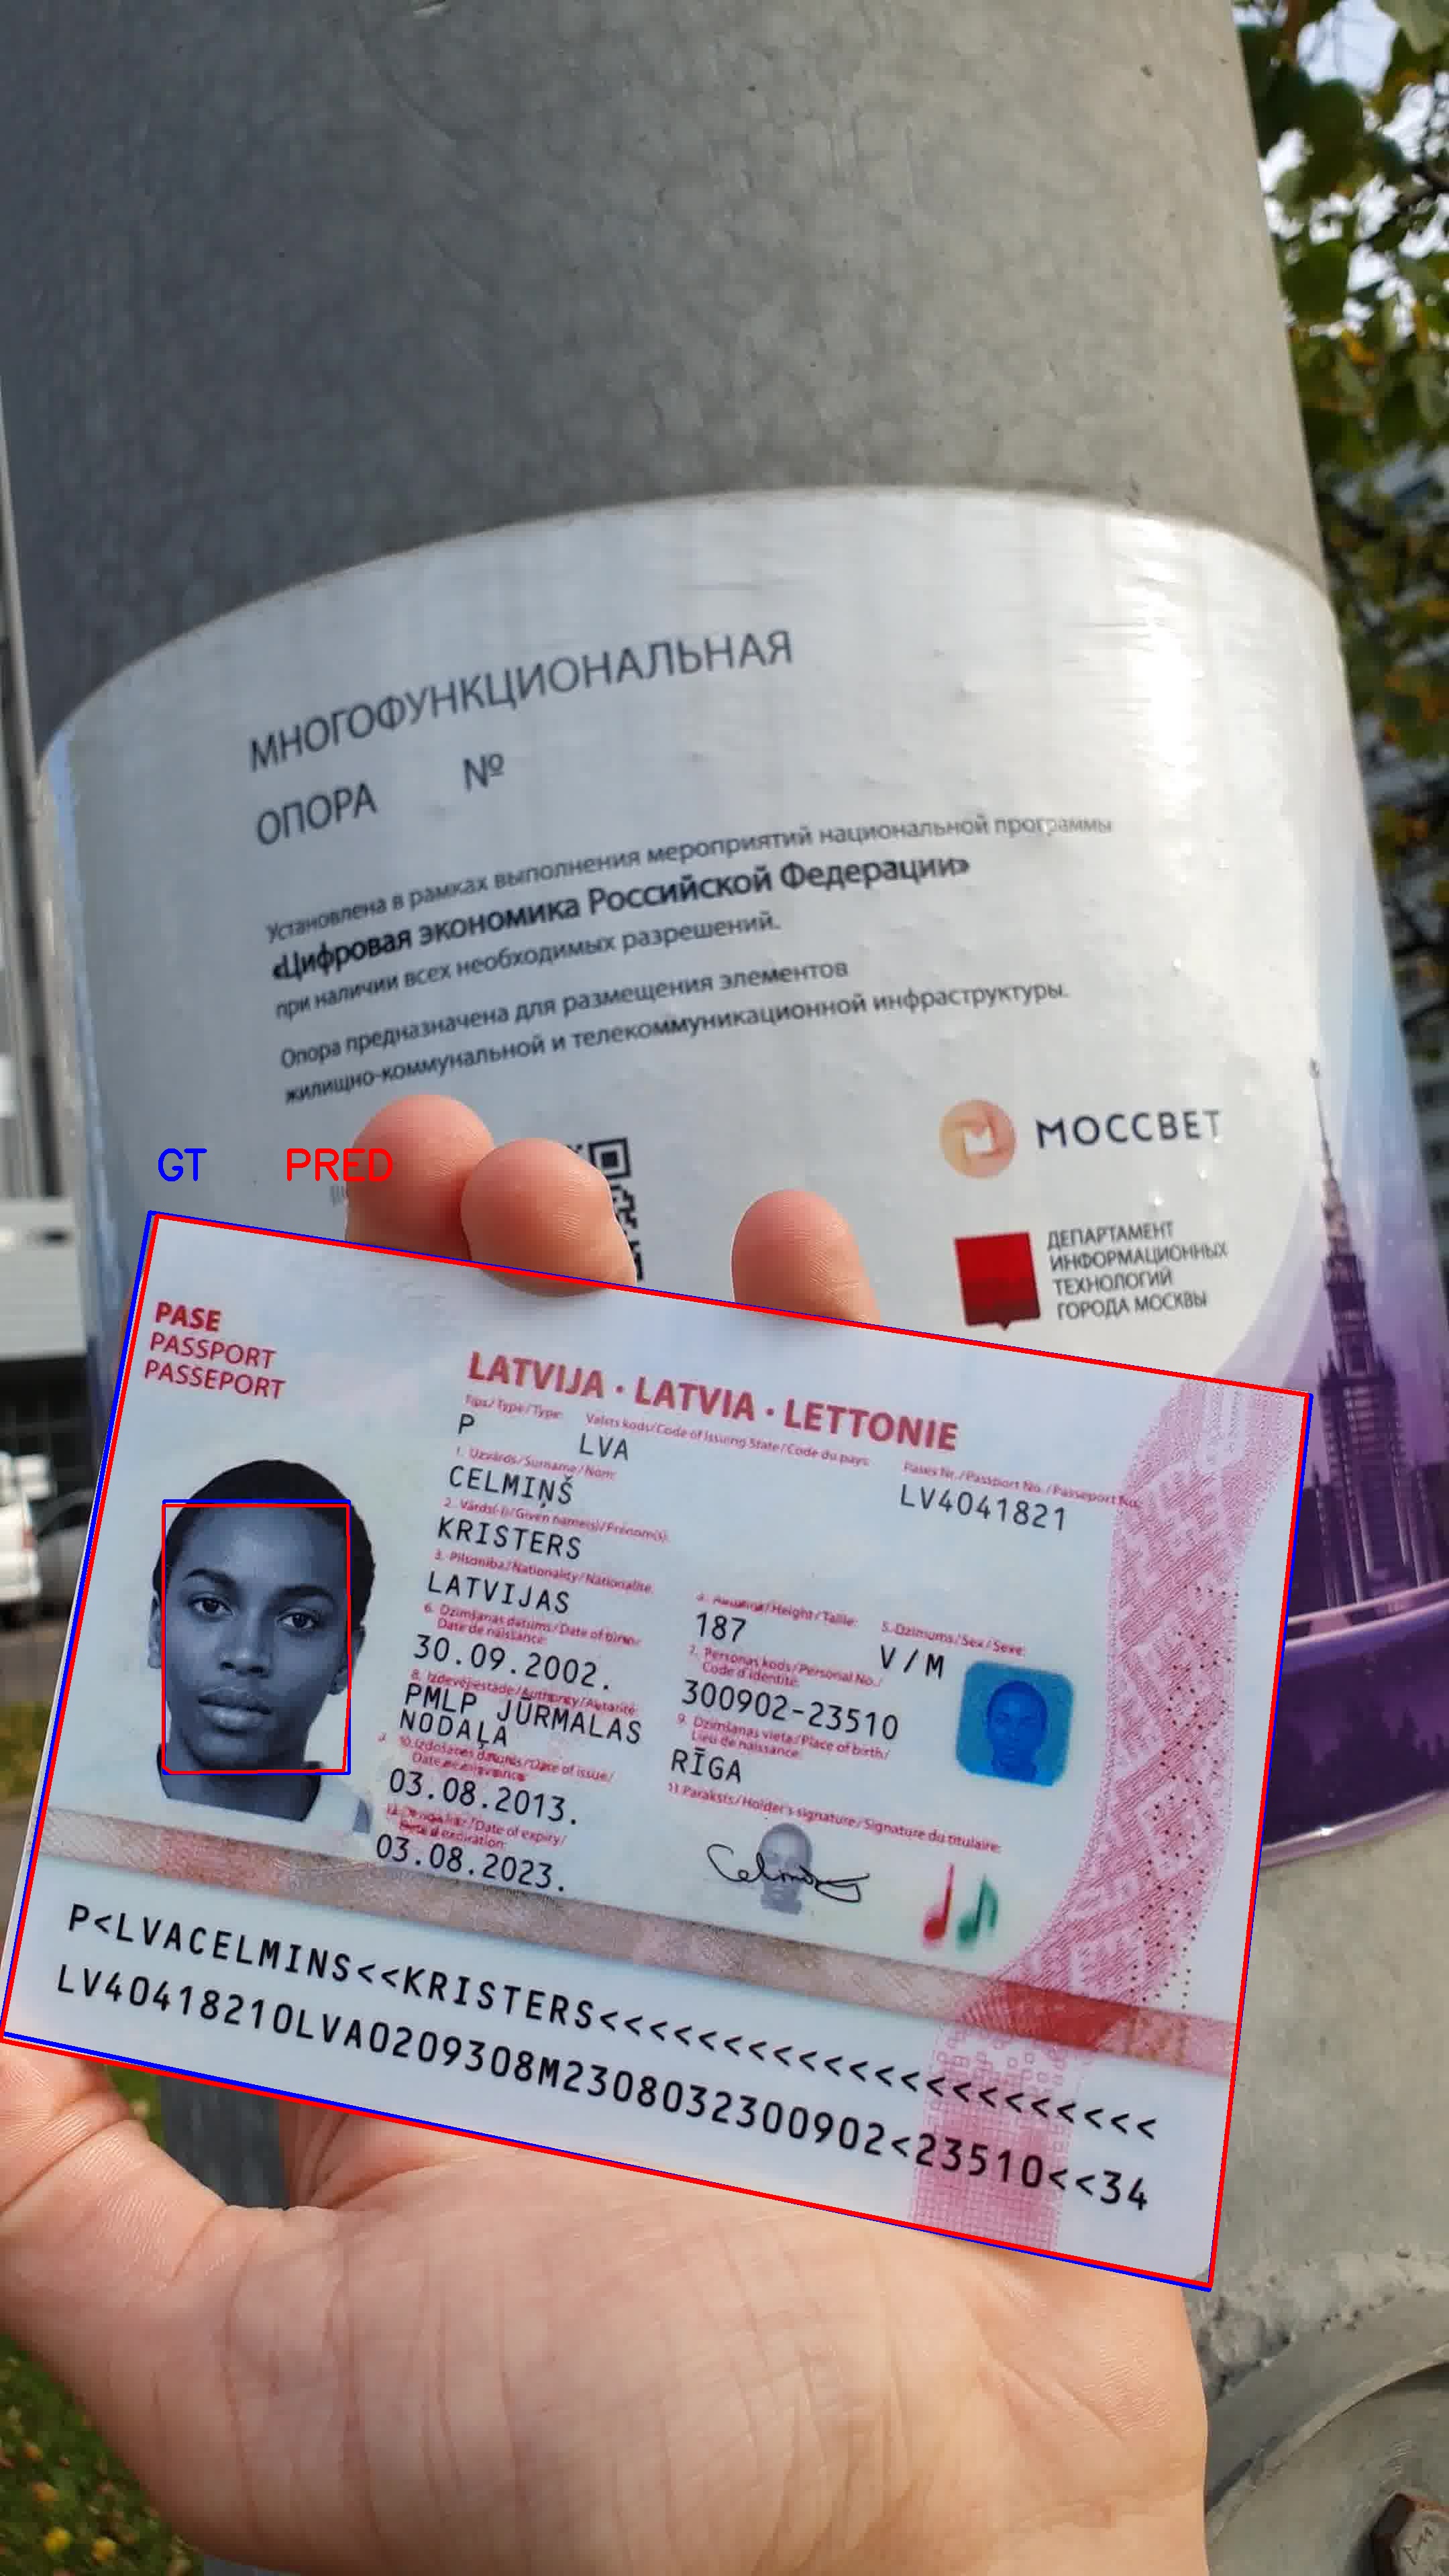 МНОГОФУНКЦИОНАЛЬНАЯ
ОПОРА №
Установлена в рамках выполнения мероприятий национальной программы
«Цифровая экономика Российской Федерации»
при наличии всех необходимых разрешений.
Опора предназначена для размещения элементов
жилищно-коммунальной и телекоммуникационной инфраструктуры.
МОССВЕТ
ДЕПАРТАМЕНТ
ИНФОРМАЦИОННЫХ
ТЕХНОЛОГИЙ
ГОРОДА МОСКВЫ
GT PRED
PASE
PASSPORT
PASSEPORT
LATVIJA · LATVIA · LETTONIE
Tips/Type/Type: Valsts kods/Code of Issuing State/Code du pays: Pases Nr./Passport No./Passeport No.
P LVA LV4041821
1. Uzvārds/Surname/Nom:
CELMIŅŠ
2. Vārds(-i)/Given name(s)/Prénom(s):
KRISTERS
3. Pilsonība/Nationality/Nationalité:
LATVIJAS
4. Augums/Height/Taille:
187
5. Dzimums/Sex/Sexe:
V/M
6. Dzimšanas datums/Date of birth/
Date de naissance:
30.09.2002.
7. Personas kods/Personal No./
Code d'identité:
300902-23510
8. Izdevējiestāde/Authority/Autorité:
PMLP JŪRMALAS
NODAĻA
9. Dzimšanas vieta/Place of birth/
Lieu de naissance:
RĪGA
10. Izdošanas datums/Date of issue/
03.08.2013.
11. Paraksts/Holder's signature/Signature du titulaire:
Date of expiry/
Date d'expiration:
03.08.2023.
P<LVACELMINS<<KRISTERS<<<<<<<<<<<<<<<<<<<<<<
LV40418210LVA0209308M2308032300902<23510<<34